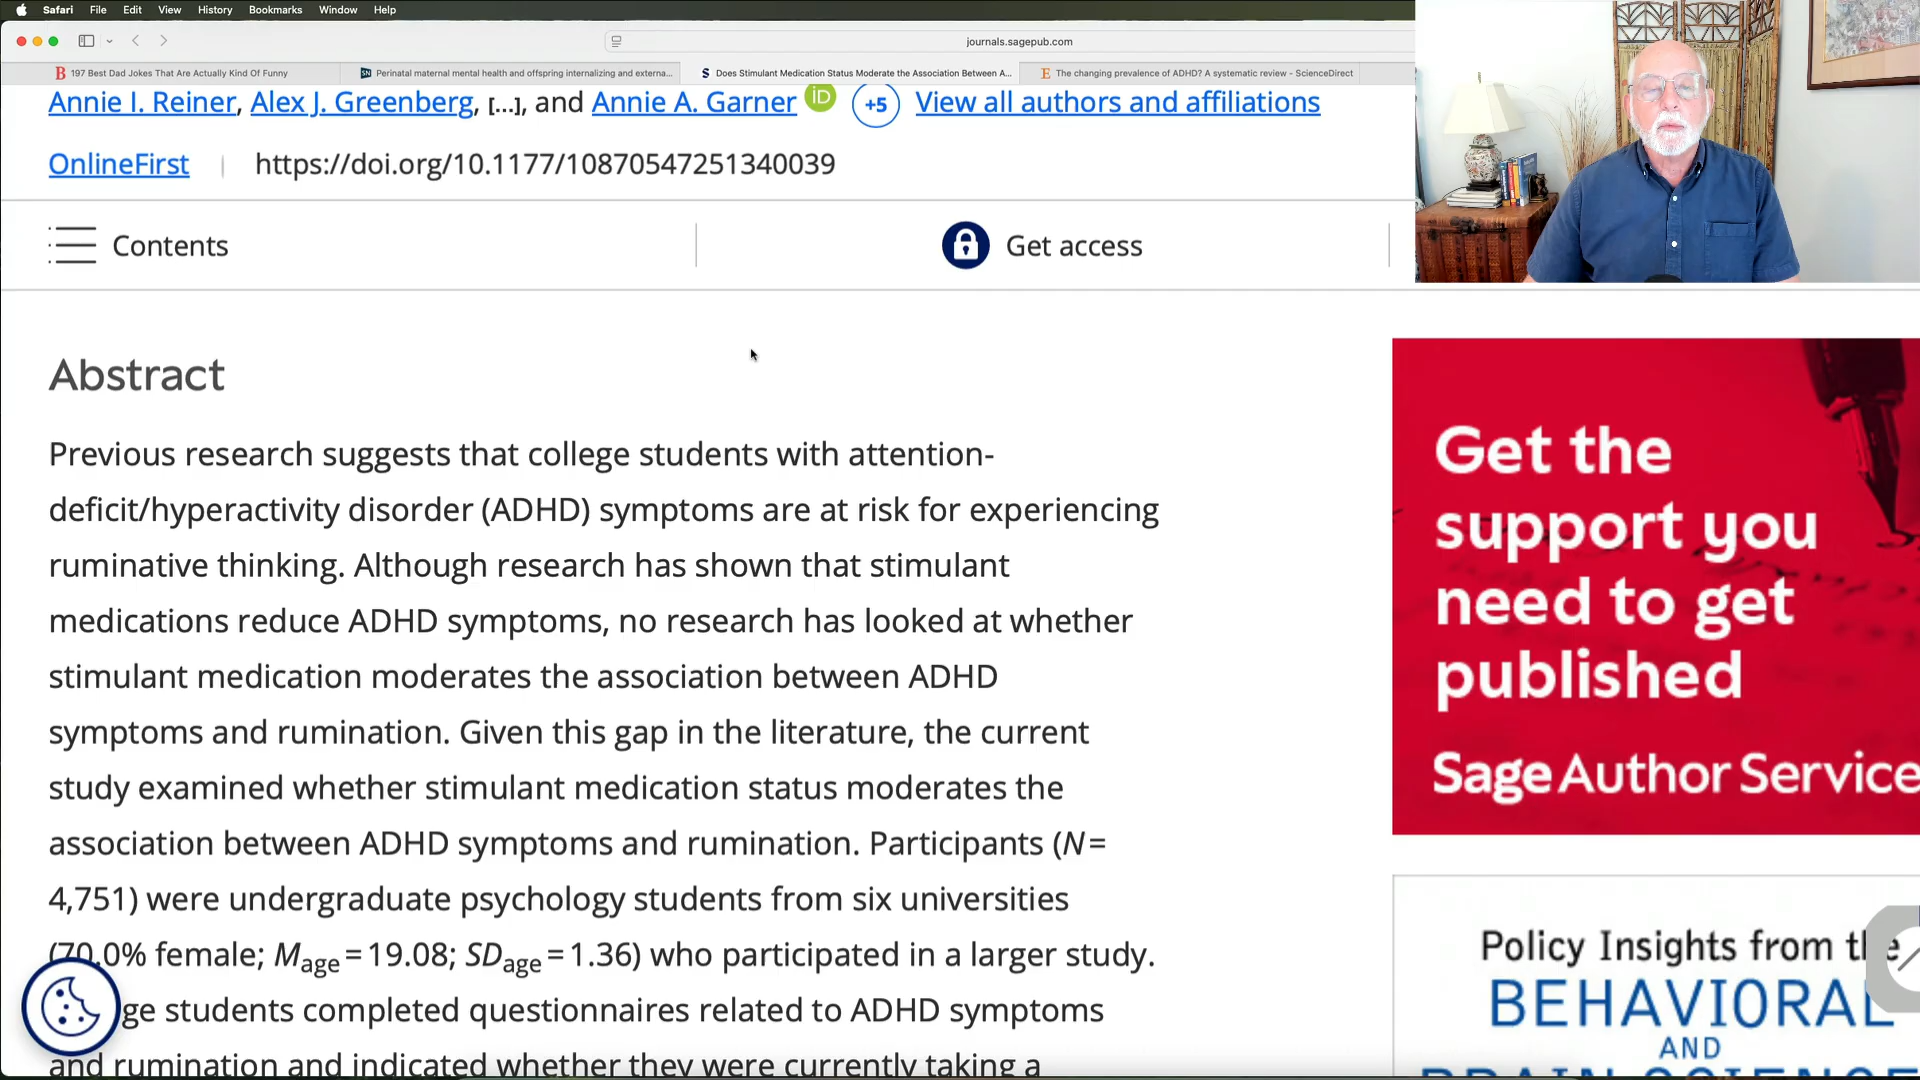 Safari File Edit View History Bookmarks Window Help
journals.sagepub.com
197 Best Dad Jokes That Are Actually Kind Of Funny
Perinatal maternal mental health and offspring internalizing and externa...
Does Stimulant Medication Status Moderate the Association Between A...
The changing prevalence of ADHD? A systematic review - ScienceDirect
Annie I. Reiner, Alex J. Greenberg, [...], and Annie A. Garner iD +5 View all authors and affiliations
OnlineFirst https://doi.org/10.1177/10870547251340039
Contents
Get access
Abstract
Previous research suggests that college students with attention-
deficit/hyperactivity disorder (ADHD) symptoms are at risk for experiencing
ruminative thinking. Although research has shown that stimulant
medications reduce ADHD symptoms, no research has looked at whether
stimulant medication moderates the association between ADHD
symptoms and rumination. Given this gap in the literature, the current
study examined whether stimulant medication status moderates the
association between ADHD symptoms and rumination. Participants (N =
4,751) were undergraduate psychology students from six universities
(70.0% female; Mage = 19.08; SDage = 1.36) who participated in a larger study.
ge students completed questionnaires related to ADHD symptoms
and rumination and indicated whether they were currently taking a
Get the
support you
need to get
published
Sage Author Service
Policy Insights from the
BEHAVIORAL
AND
BRAIN SCIENCE